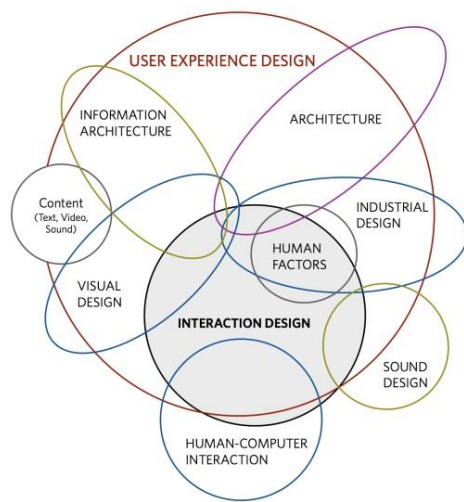 USER EXPERIENCE DESIGN
INFORMATION
ARCHITECTURE
ARCHITECTURE
Content
(Text, Video,
Sound)
INDUSTRIAL
DESIGN
HUMAN
FACTORS
VISUAL
DESIGN
INTERACTION DESIGN
SOUND
DESIGN
HUMAN-COMPUTER
INTERACTION